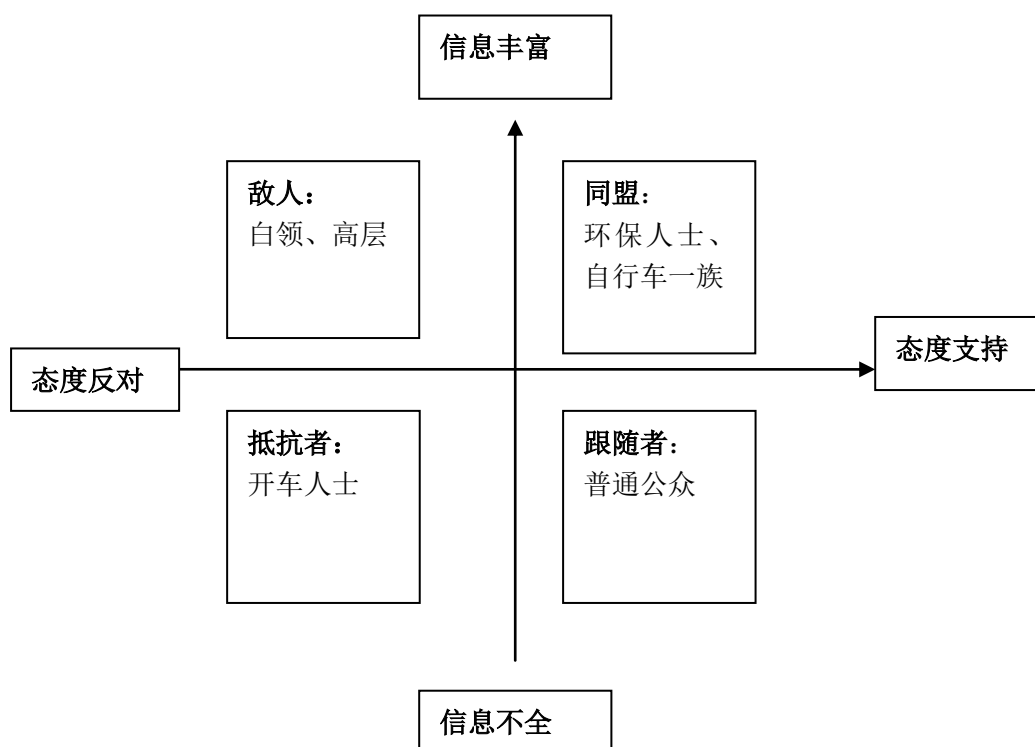 信息丰富
敌人：
白领、高层
同盟：
环保人士、
自行车一族
态度反对
态度支持
抵抗者：
开车人士
跟随者：
普通公众
信息不全